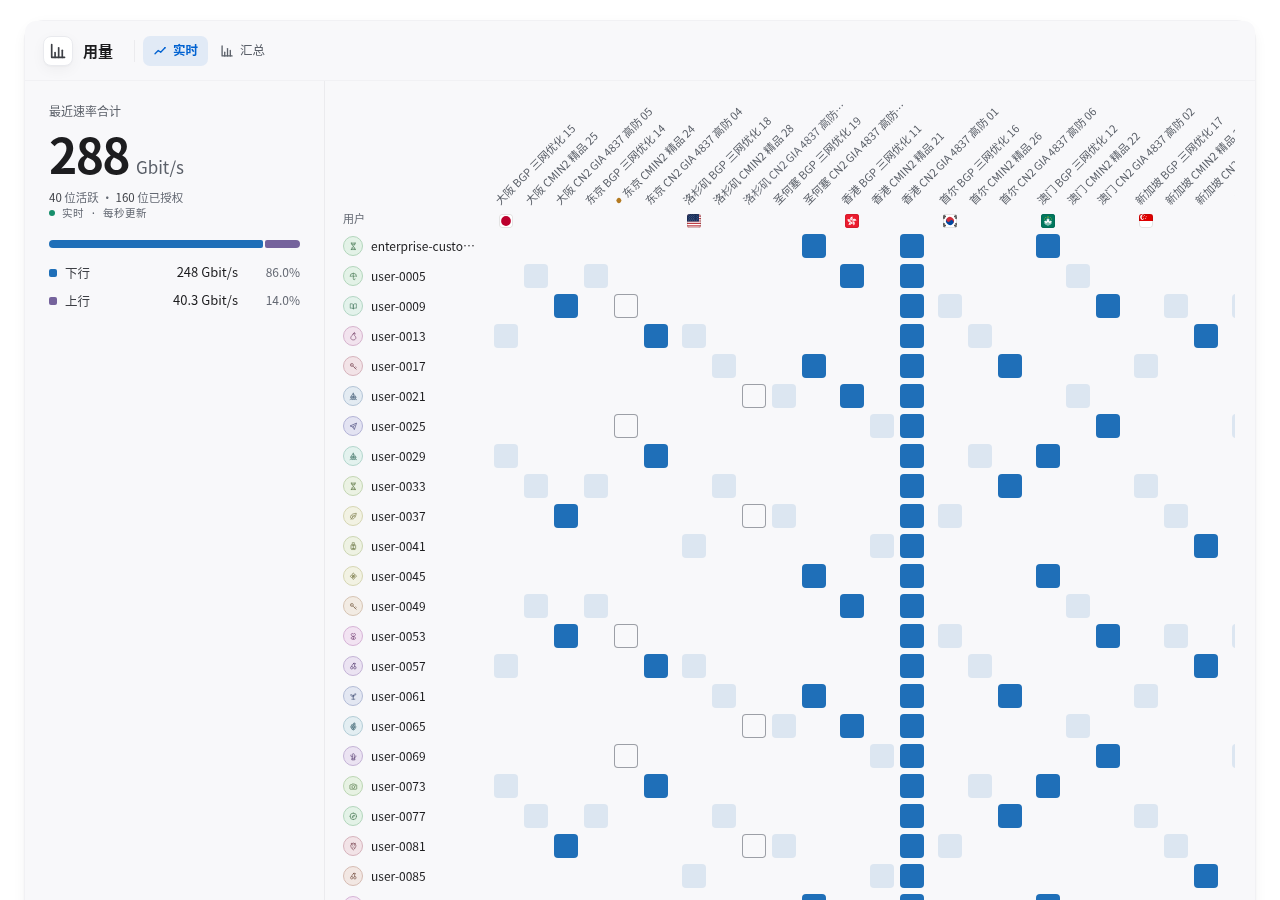 用量
实时
汇总
最近速率合计
288 Gbit/s
40 位活跃 • 160 位已授权
实时 · 每秒更新
下行 248 Gbit/s 86.0%
上行 40.3 Gbit/s 14.0%
用户
大阪 BGP 三网优化 15
大阪 CMIN2 精品 25
大阪 CN2 GIA 4837 高防 05
东京 BGP 三网优化 14
东京 CMIN2 精品 24
东京 CN2 GIA 4837 高防 04
洛杉矶 BGP 三网优化 18
洛杉矶 CMIN2 精品 28
洛杉矶 CN2 GIA 4837 高防…
圣何塞 BGP 三网优化 19
圣何塞 CMIN2 CN2 GIA 4837 高防…
香港 BGP 三网优化 11
香港 CMIN2 精品 21
香港 CN2 GIA 4837 高防 01
首尔 BGP 三网优化 16
首尔 CMIN2 精品 26
首尔 CN2 GIA 4837 高防 06
澳门 BGP 三网优化 12
澳门 CMIN2 精品 22
澳门 CN2 GIA 4837 高防 02
新加坡 BGP 三网优化 17
新加坡 CMIN2 精品
新加坡 CN
enterprise-custo…
user-0005
user-0009
user-0013
user-0017
user-0021
user-0025
user-0029
user-0033
user-0037
user-0041
user-0045
user-0049
user-0053
user-0057
user-0061
user-0065
user-0069
user-0073
user-0077
user-0081
user-0085